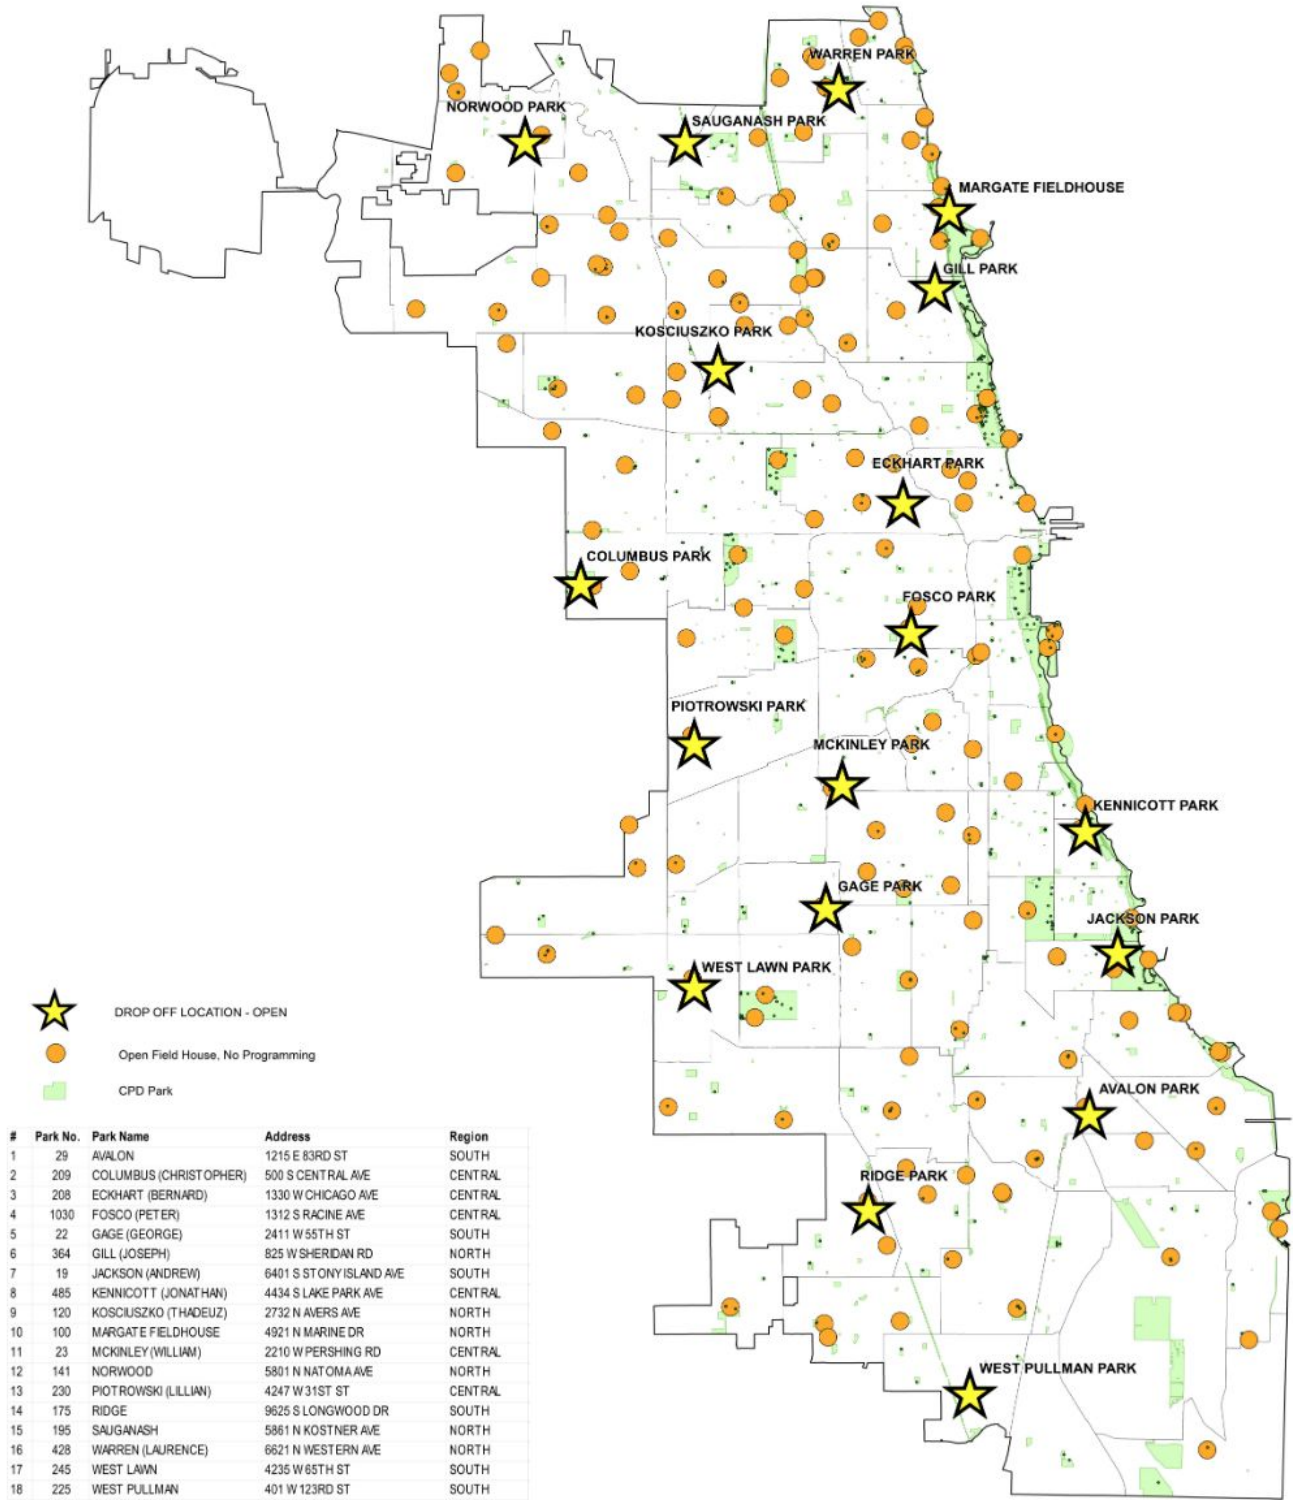 WARREN PARK
NORWOOD PARK
SAUGANASH PARK
MARGATE FIELDHOUSE
GILL PARK
KOSCIUSZKO PARK
ECKHART PARK
COLUMBUS PARK
FOSCO PARK
PIOTROWSKI PARK
MCKINLEY PARK
KENNICOTT PARK
GAGE PARK
JACKSON PARK
WEST LAWN PARK
AVALON PARK
RIDGE PARK
WEST PULLMAN PARK
DROP OFF LOCATION - OPEN
Open Field House, No Programming
CPD Park
# Park No. Park Name Address Region
1 29 AVALON 1215 E 83RD ST SOUTH
2 209 COLUMBUS (CHRISTOPHER) 500 S CENTRAL AVE CENTRAL
3 208 ECKHART (BERNARD) 1330 W CHICAGO AVE CENTRAL
4 1030 FOSCO (PETER) 1312 S RACINE AVE CENTRAL
5 22 GAGE (GEORGE) 2411 W 55TH ST SOUTH
6 364 GILL (JOSEPH) 825 W SHERIDAN RD NORTH
7 19 JACKSON (ANDREW) 6401 S STONY ISLAND AVE SOUTH
8 485 KENNICOTT (JONATHAN) 4434 S LAKE PARK AVE CENTRAL
9 120 KOSCIUSZKO (THADEUZ) 2732 N AVERS AVE NORTH
10 100 MARGATE FIELDHOUSE 4921 N MARINE DR NORTH
11 23 MCKINLEY (WILLIAM) 2210 W PERSHING RD CENTRAL
12 141 NORWOOD 5801 N NATOMA AVE NORTH
13 230 PIOTROWSKI (LILLIAN) 4247 W 31ST ST CENTRAL
14 175 RIDGE 9625 S LONGWOOD DR SOUTH
15 195 SAUGANASH 5861 N KOSTNER AVE NORTH
16 428 WARREN (LAURENCE) 6621 N WESTERN AVE NORTH
17 245 WEST LAWN 4235 W 65TH ST SOUTH
18 225 WEST PULLMAN 401 W 123RD ST SOUTH